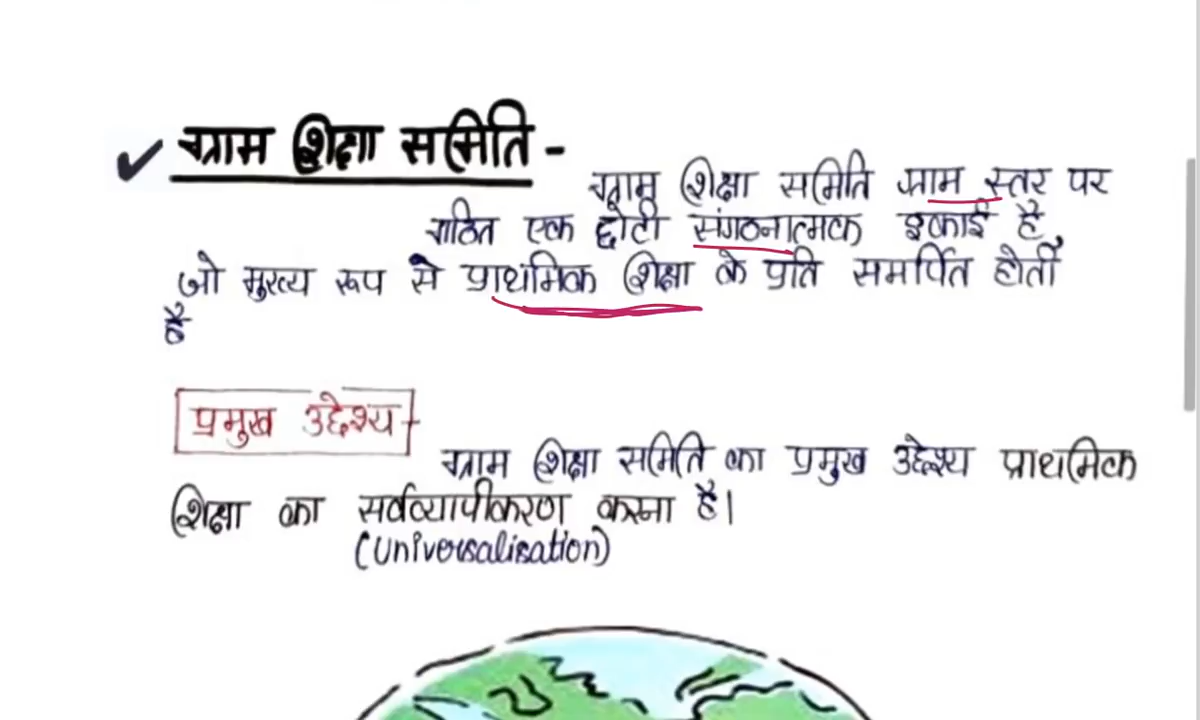 ग्राम शिक्षा समिति -
ग्राम शिक्षा समिति ग्राम स्तर पर
गठित एक छोटी संगठनात्मक इकाई है,
जो मुख्य रूप से प्राथमिक शिक्षा के प्रति समर्पित होती
है
प्रमुख उद्देश्य -
ग्राम शिक्षा समिति का प्रमुख उद्देश्य प्राथमिक
शिक्षा का सर्वव्यापीकरण करना है।
(Universalisation)